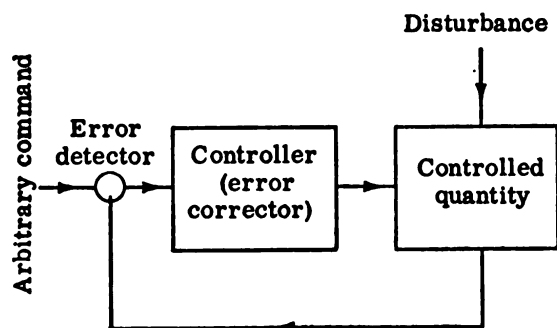 Disturbance
Arbitrary command
Error
detector
Controller
(error
corrector)
Controlled
quantity